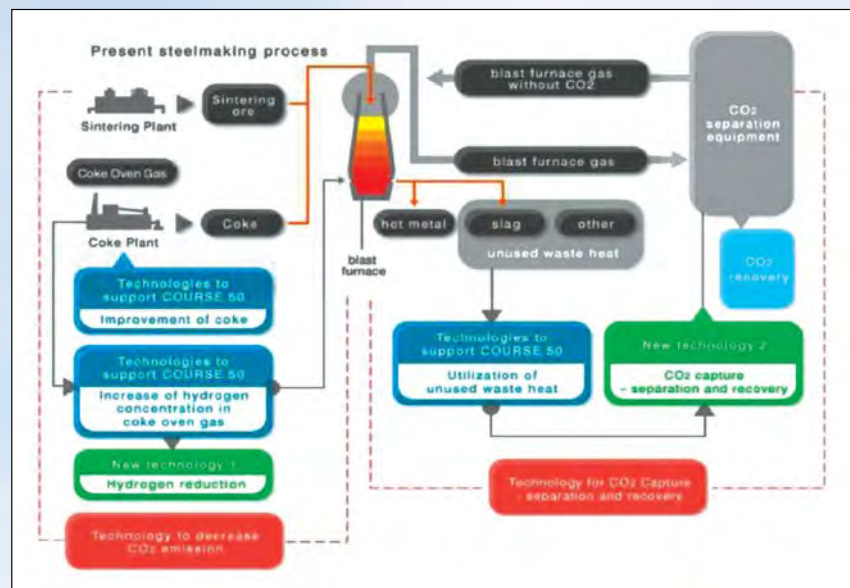 Present steelmaking process
Sintering Plant
Sintering
ore
Coke Oven Gas
Coke Plant
Coke
Technologies to
support COURSE 50
Improvement of coke
Technologies to
support COURSE 50
Increase of hydrogen
concentration in
coke oven gas
New technology 1
Hydrogen reduction
Technology to decrease
CO2 emission
blast
furnace
hot metal
slag
other
unused waste heat
blast furnace gas
without CO2
blast furnace gas
CO2
separation
equipment
CO2
recovery
Technologies to
support COURSE 50
Utilization of
unused waste heat
New technology 2
CO2 capture
- separation and recovery
Technology for CO2 Capture
- separation and recovery